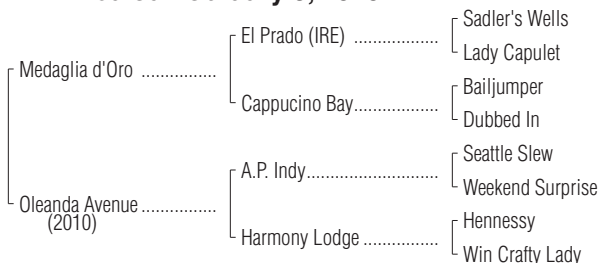 Sadler's Wells
El Prado (IRE) ..................
Lady Capulet
Medaglia d'Oro ................
Bailjumper
Cappucino Bay..................
Dubbed In
Seattle Slew
A.P. Indy............................
Weekend Surprise
Oleanda Avenue ................
(2010)
Hennessy
Harmony Lodge ................
Win Crafty Lady